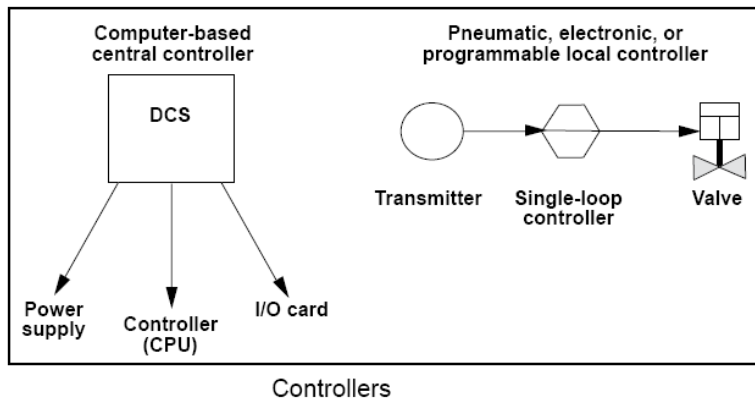 Computer-based
central controller
DCS
Power
supply
Controller
(CPU)
I/O card
Pneumatic, electronic, or
programmable local controller
Transmitter
Single-loop
controller
Valve
Controllers